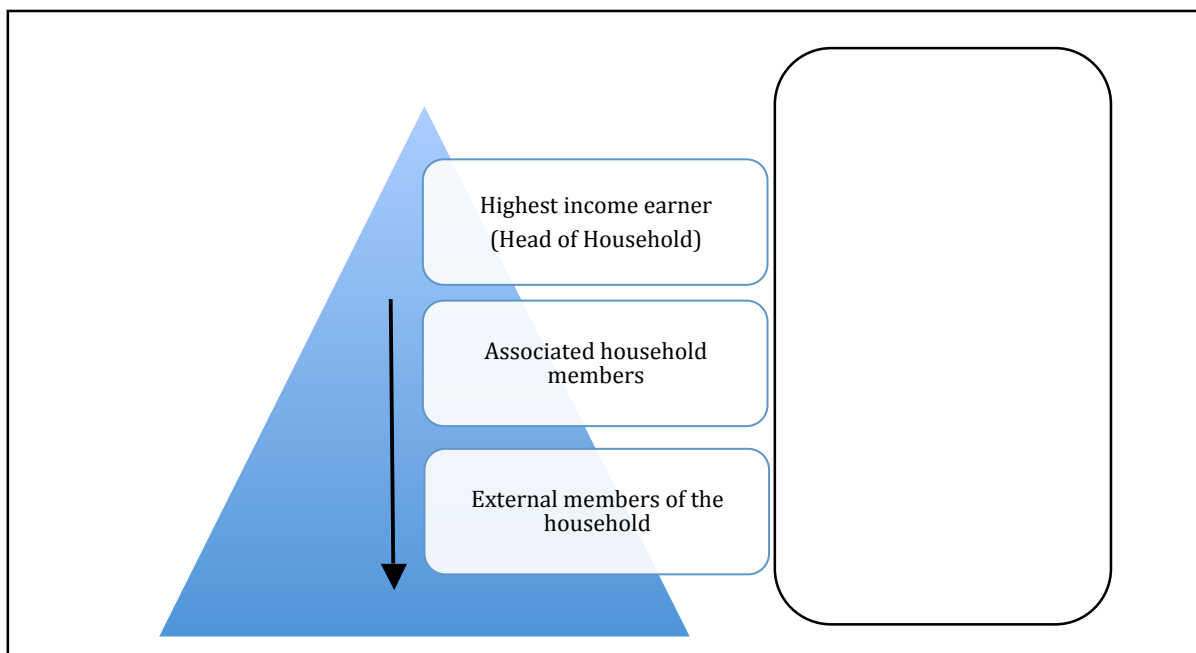 Highest income earner
(Head of Household)
Associated household
members
External members of the
household